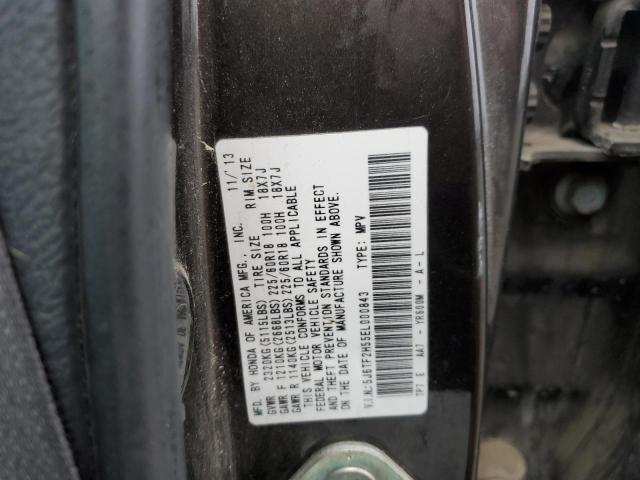 MFD. BY HONDA OF AMERICA MFG., INC. 11/ 13
GVWR 2320KG(5115LBS) TIRE SIZE RIM SIZE
GAWR F 1210KG(2668LBS) 225/60R18 100H 18X7J
GAWR R 1140KG(2513LBS) 225/60R18 100H 18X7J
THIS VEHICLE CONFORMS TO ALL APPLICABLE
FEDERAL MOTOR VEHICLE SAFETY
AND THEFT PREVENTION STANDARDS IN EFFECT
ON THE DATE OF MANUFACTURE SHOWN ABOVE.
V.I.N.: 5J6TF2H55EL000843 TYPE: MPV
TP7 E AA7 - YR600M - A - L